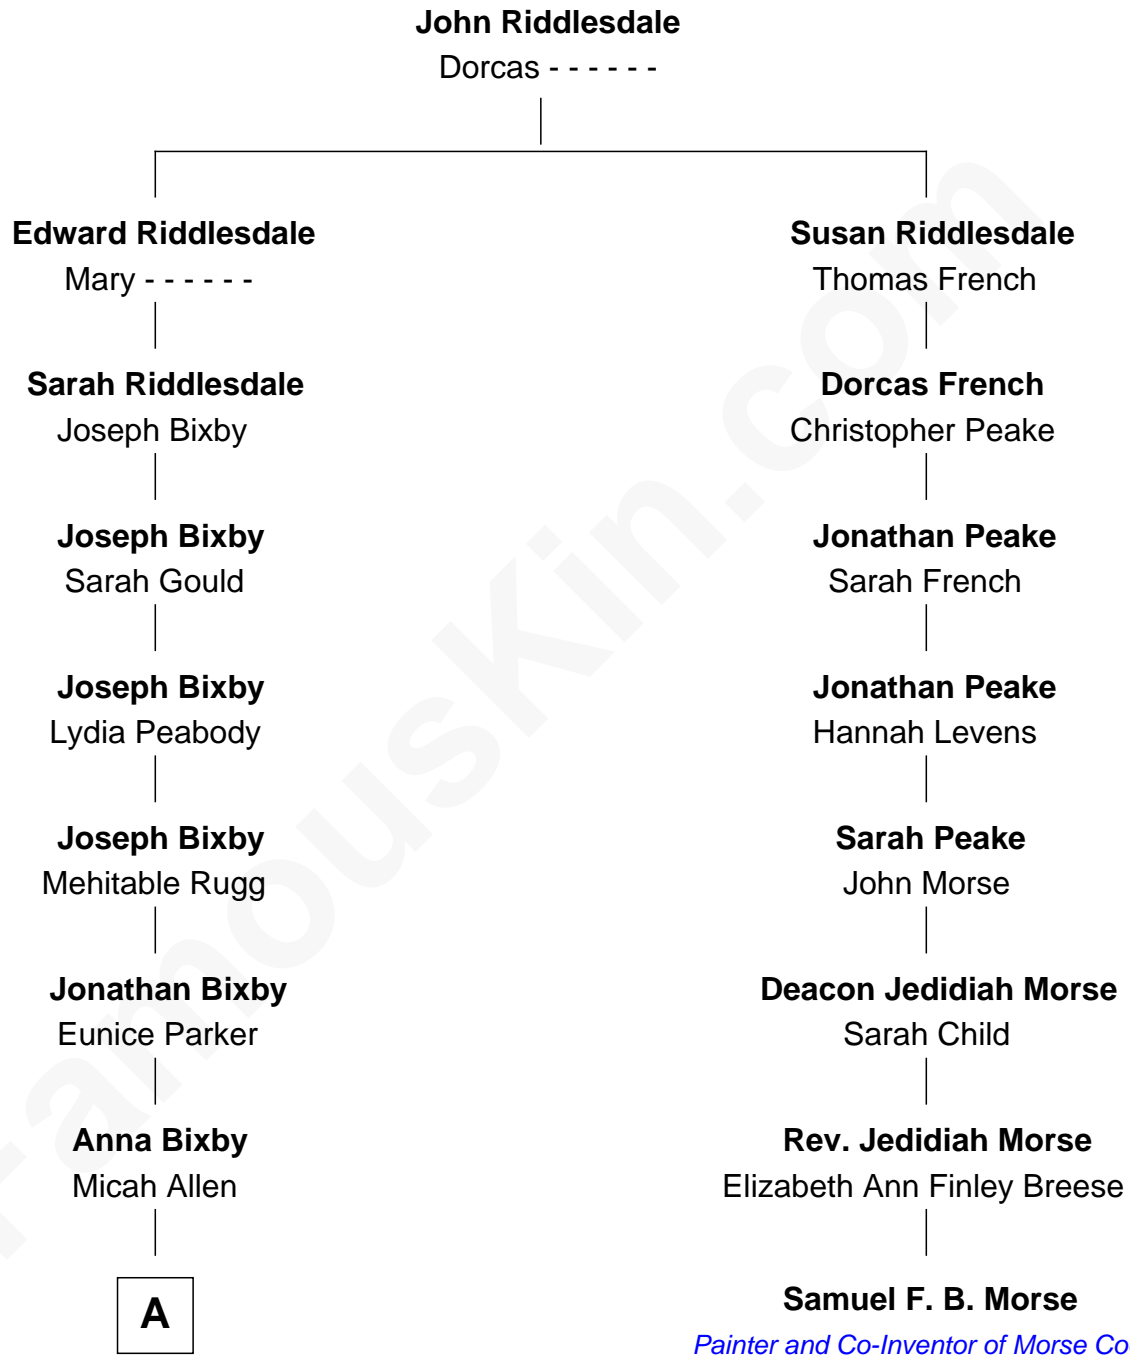 John Riddlesdale
Dorcas - - - - - -
Edward Riddlesdale
Mary - - - - - -
Susan Riddlesdale
Thomas French
Sarah Riddlesdale
Joseph Bixby
Dorcas French
Christopher Peake
Joseph Bixby
Sarah Gould
Jonathan Peake
Sarah French
Joseph Bixby
Lydia Peabody
Jonathan Peake
Hannah Levens
Joseph Bixby
Mehitable Rugg
Sarah Peake
John Morse
Jonathan Bixby
Eunice Parker
Deacon Jedidiah Morse
Sarah Child
Anna Bixby
Micah Allen
Rev. Jedidiah Morse
Elizabeth Ann Finley Breese
A
Samuel F. B. Morse
Painter and Co-Inventor of Morse Co
FamousKin.com